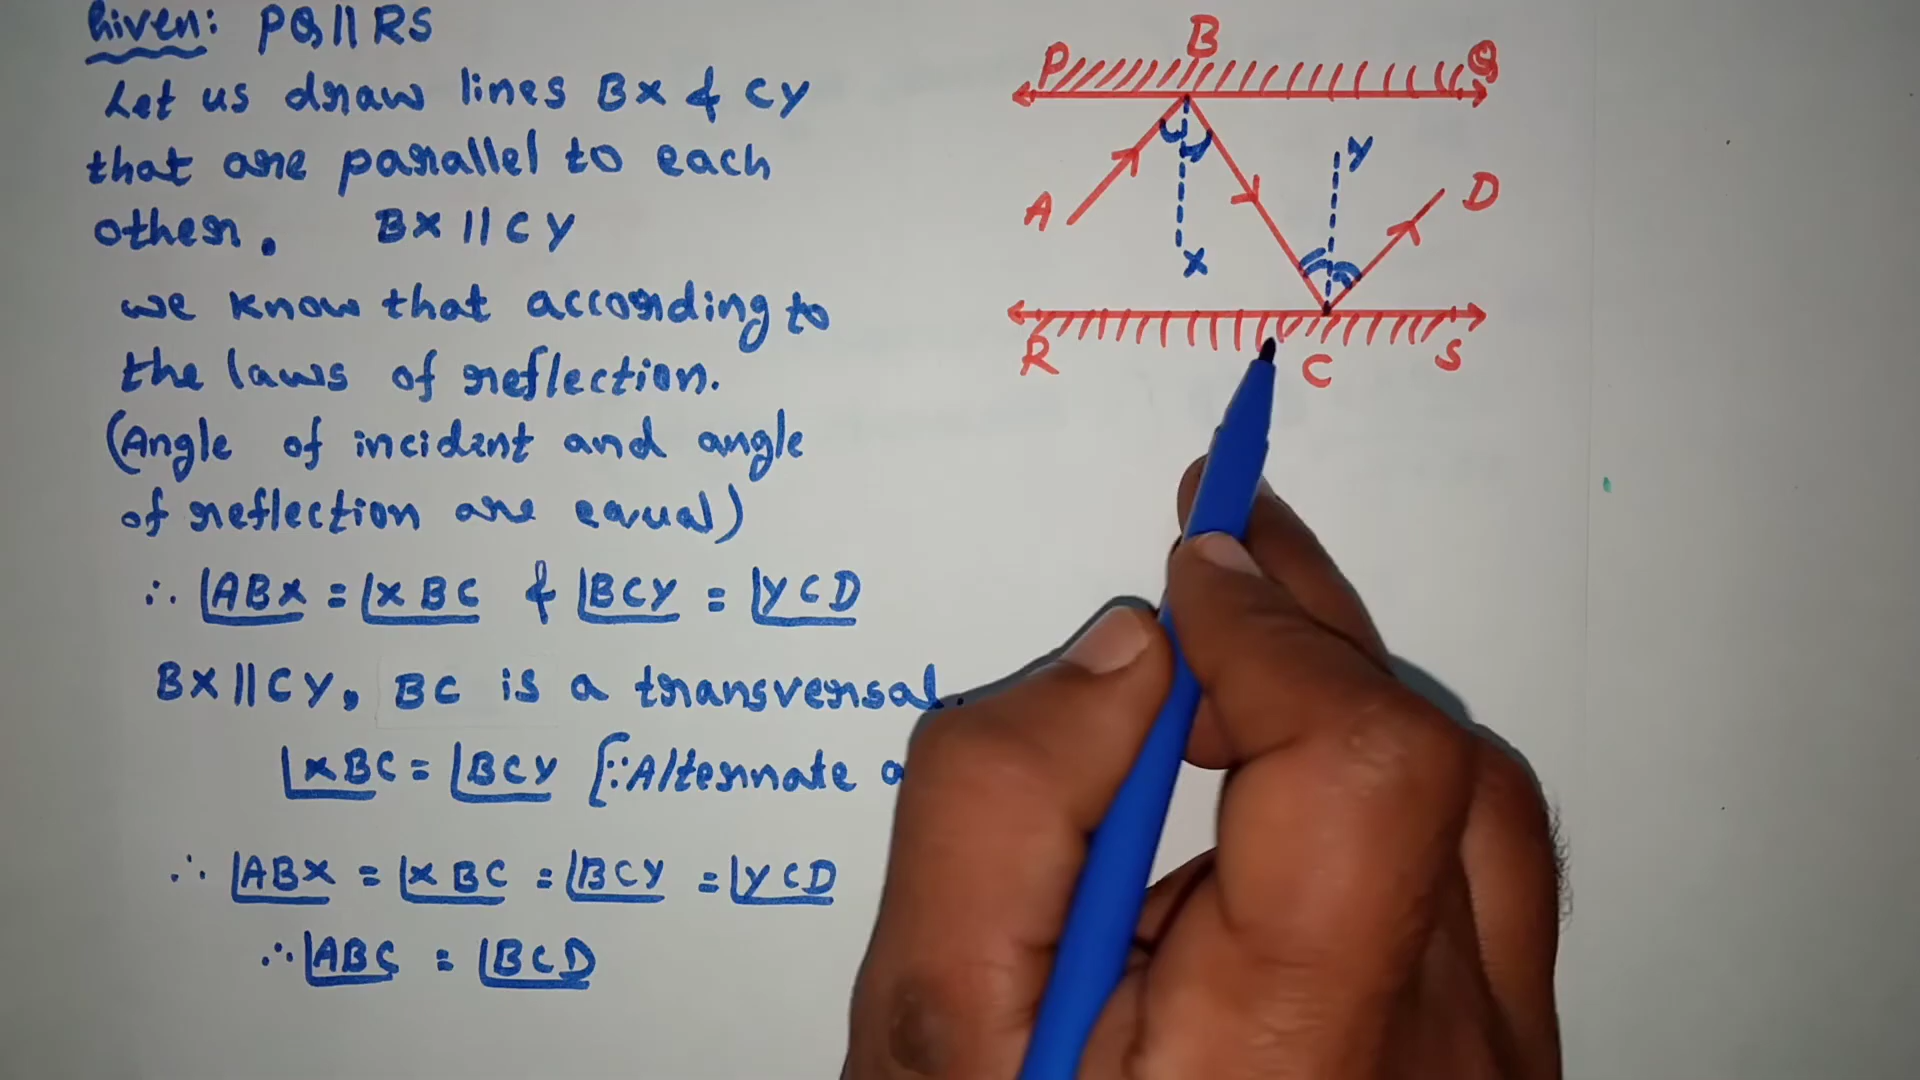 Given: PQ || RS
Let us draw lines BX & CY
that are parallel to each
other. BX || CY
we know that according to
the laws of reflection.
(Angle of incident and angle
of reflection are equal)
∴ ∠ABX = ∠XBC & ∠BCY = ∠YCD
BX || CY, BC is a transversal.
∠XBC = ∠BCY [∵ Alternate
∴ ∠ABX = ∠XBC = ∠BCY = ∠YCD
∴ ∠ABC = ∠BCD
B
P Q
Y
A D
X
R C S